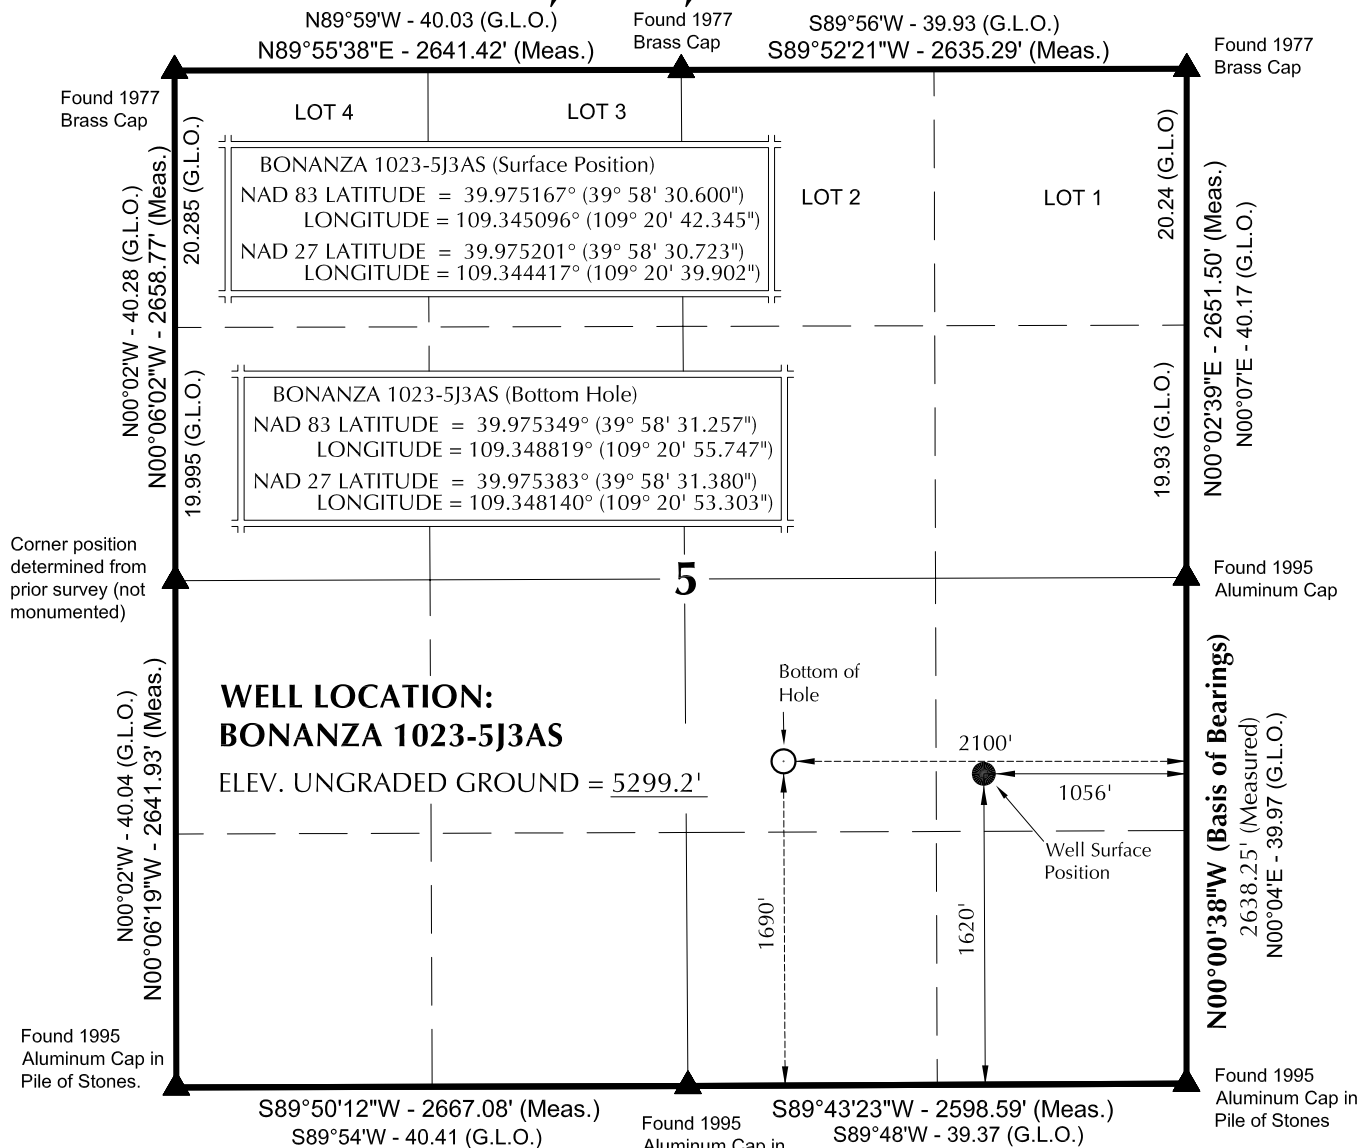 N89°59'W - 40.03 (G.L.O.)
N89°55'38"E - 2641.42' (Meas.)
Found 1977
Brass Cap
S89°56'W - 39.93 (G.L.O.)
S89°52'21"W - 2635.29' (Meas.)
Found 1977
Brass Cap
Found 1977
Brass Cap
LOT 4
LOT 3
LOT 2
LOT 1
BONANZA 1023-5J3AS (Surface Position)
NAD 83 LATITUDE = 39.975167° (39° 58' 30.600")
LONGITUDE = 109.345096° (109° 20' 42.345")
NAD 27 LATITUDE = 39.975201° (39° 58' 30.723")
LONGITUDE = 109.344417° (109° 20' 39.902")
N00°02'W - 40.28 (G.L.O.)
N00°06'02"W - 2658.77' (Meas.)
20.285 (G.L.O.)
19.995 (G.L.O.)
20.24 (G.L.O)
19.93 (G.L.O.)
N00°02'39"E - 2651.50' (Meas.)
N00°07'E - 40.17 (G.L.O.)
BONANZA 1023-5J3AS (Bottom Hole)
NAD 83 LATITUDE = 39.975349° (39° 58' 31.257")
LONGITUDE = 109.348819° (109° 20' 55.747")
NAD 27 LATITUDE = 39.975383° (39° 58' 31.380")
LONGITUDE = 109.348140° (109° 20' 53.303")
Corner position
determined from
prior survey (not
monumented)
5
Found 1995
Aluminum Cap
WELL LOCATION:
BONANZA 1023-5J3AS
ELEV. UNGRADED GROUND = 5299.2'
Bottom of
Hole
2100'
1056'
Well Surface
Position
1690'
1620'
N00°02'W - 40.04 (G.L.O.)
N00°06'19"W - 2641.93' (Meas.)
N00°00'38"W (Basis of Bearings)
2638.25' (Measured)
N00°04'E - 39.97 (G.L.O.)
Found 1995
Aluminum Cap in
Pile of Stones.
S89°50'12"W - 2667.08' (Meas.)
S89°54'W - 40.41 (G.L.O.)
Found 1995
Aluminum Cap in
S89°43'23"W - 2598.59' (Meas.)
S89°48'W - 39.37 (G.L.O.)
Found 1995
Aluminum Cap in
Pile of Stones